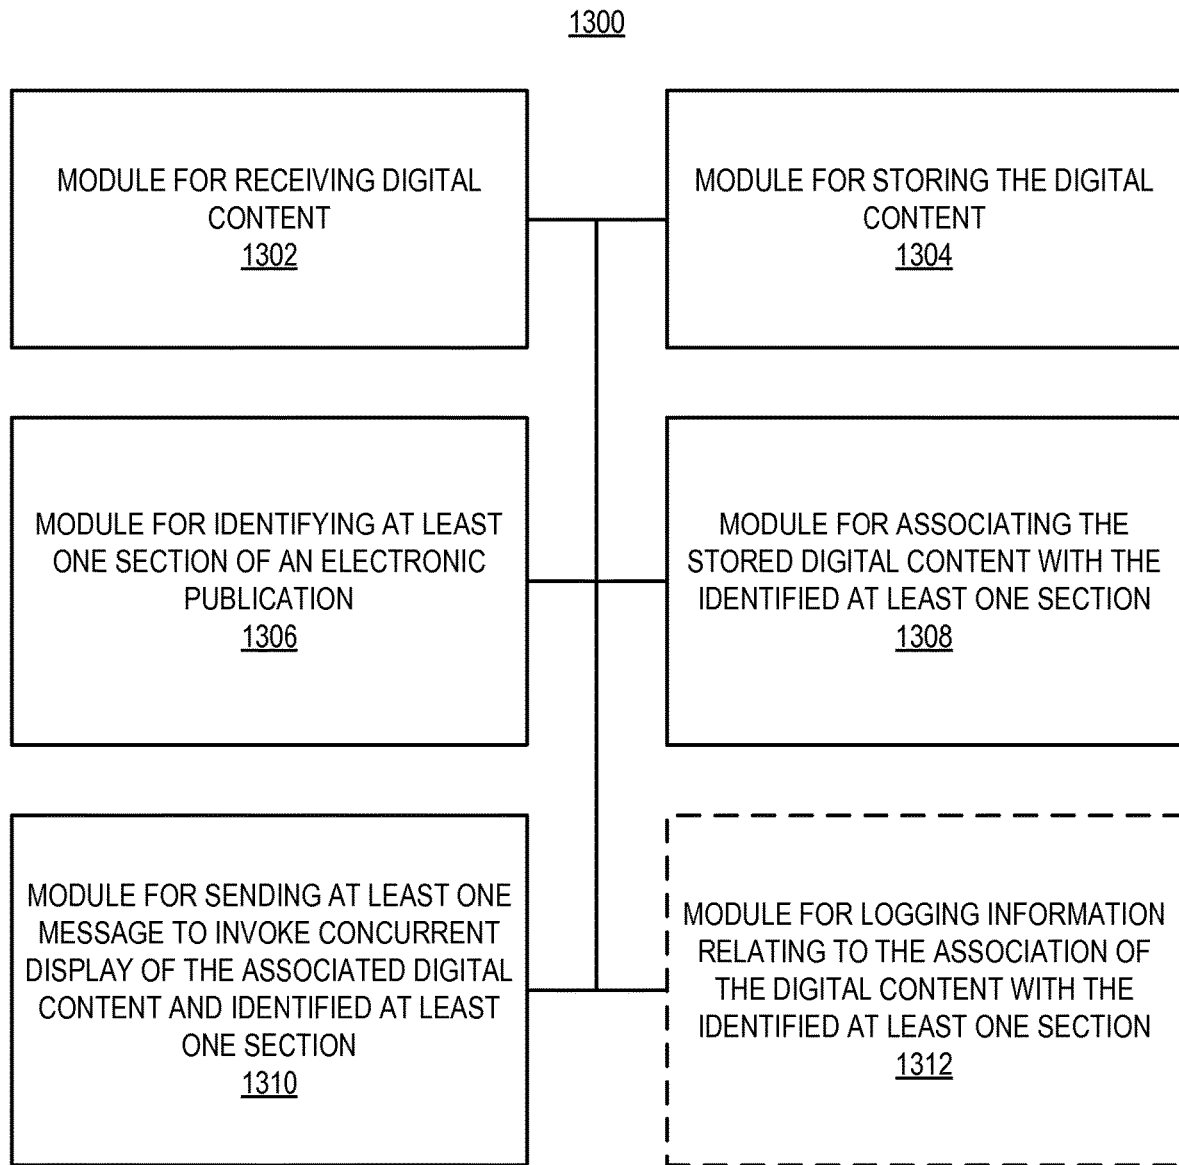 1300
MODULE FOR RECEIVING DIGITAL
CONTENT
1302
MODULE FOR STORING THE DIGITAL
CONTENT
1304
MODULE FOR IDENTIFYING AT LEAST
ONE SECTION OF AN ELECTRONIC
PUBLICATION
1306
MODULE FOR ASSOCIATING THE
STORED DIGITAL CONTENT WITH THE
IDENTIFIED AT LEAST ONE SECTION
1308
MODULE FOR SENDING AT LEAST ONE
MESSAGE TO INVOKE CONCURRENT
DISPLAY OF THE ASSOCIATED DIGITAL
CONTENT AND IDENTIFIED AT LEAST
ONE SECTION
1310
MODULE FOR LOGGING INFORMATION
RELATING TO THE ASSOCIATION OF
THE DIGITAL CONTENT WITH THE
IDENTIFIED AT LEAST ONE SECTION
1312